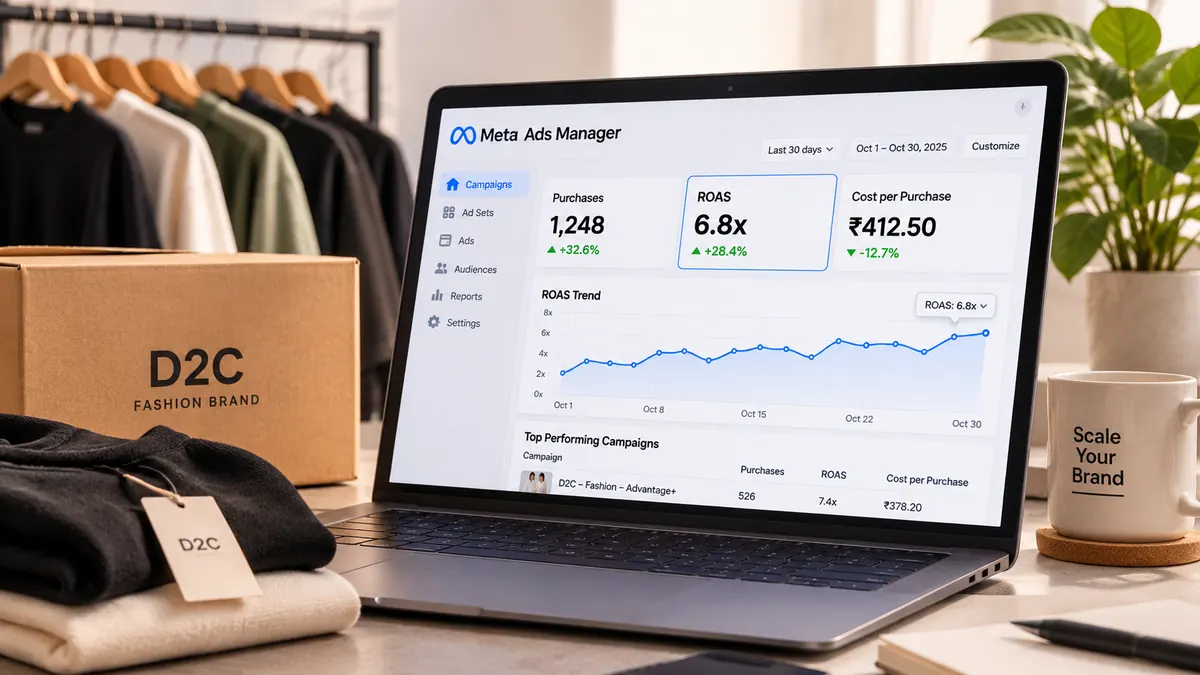 Meta Ads Manager
Last 30 days
Oct 1 – Oct 30, 2025
Customize
Campaigns
Ad Sets
Ads
Audiences
Reports
Settings
Purchases
1,248
▲ +32.6%
ROAS
6.8x
▲ +28.4%
Cost per Purchase
₹412.50
▼ -12.7%
ROAS Trend
ROAS: 6.8x
8x
6x
4x
2x
0x
Oct 1
Oct 8
Oct 15
Oct 22
Oct 30
Top Performing Campaigns
Campaign
Purchases
ROAS
Cost per Purchase
D2C – Fashion – Advantage+
526
7.4x
₹378.20
D2C
FASHION BRAND
D2C
Scale
Your
Brand